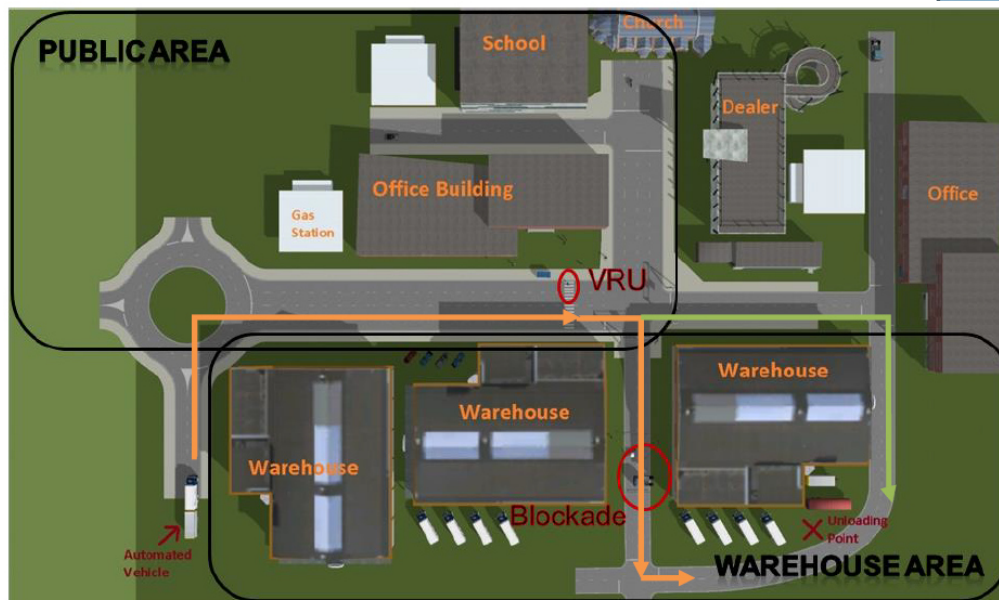 PUBLIC AREA
School
Church
Dealer
Office Building
Gas
Station
Office
VRU
Warehouse
Warehouse
Warehouse
Blockade
Automated
Vehicle
Unloading
Point
WAREHOUSE AREA